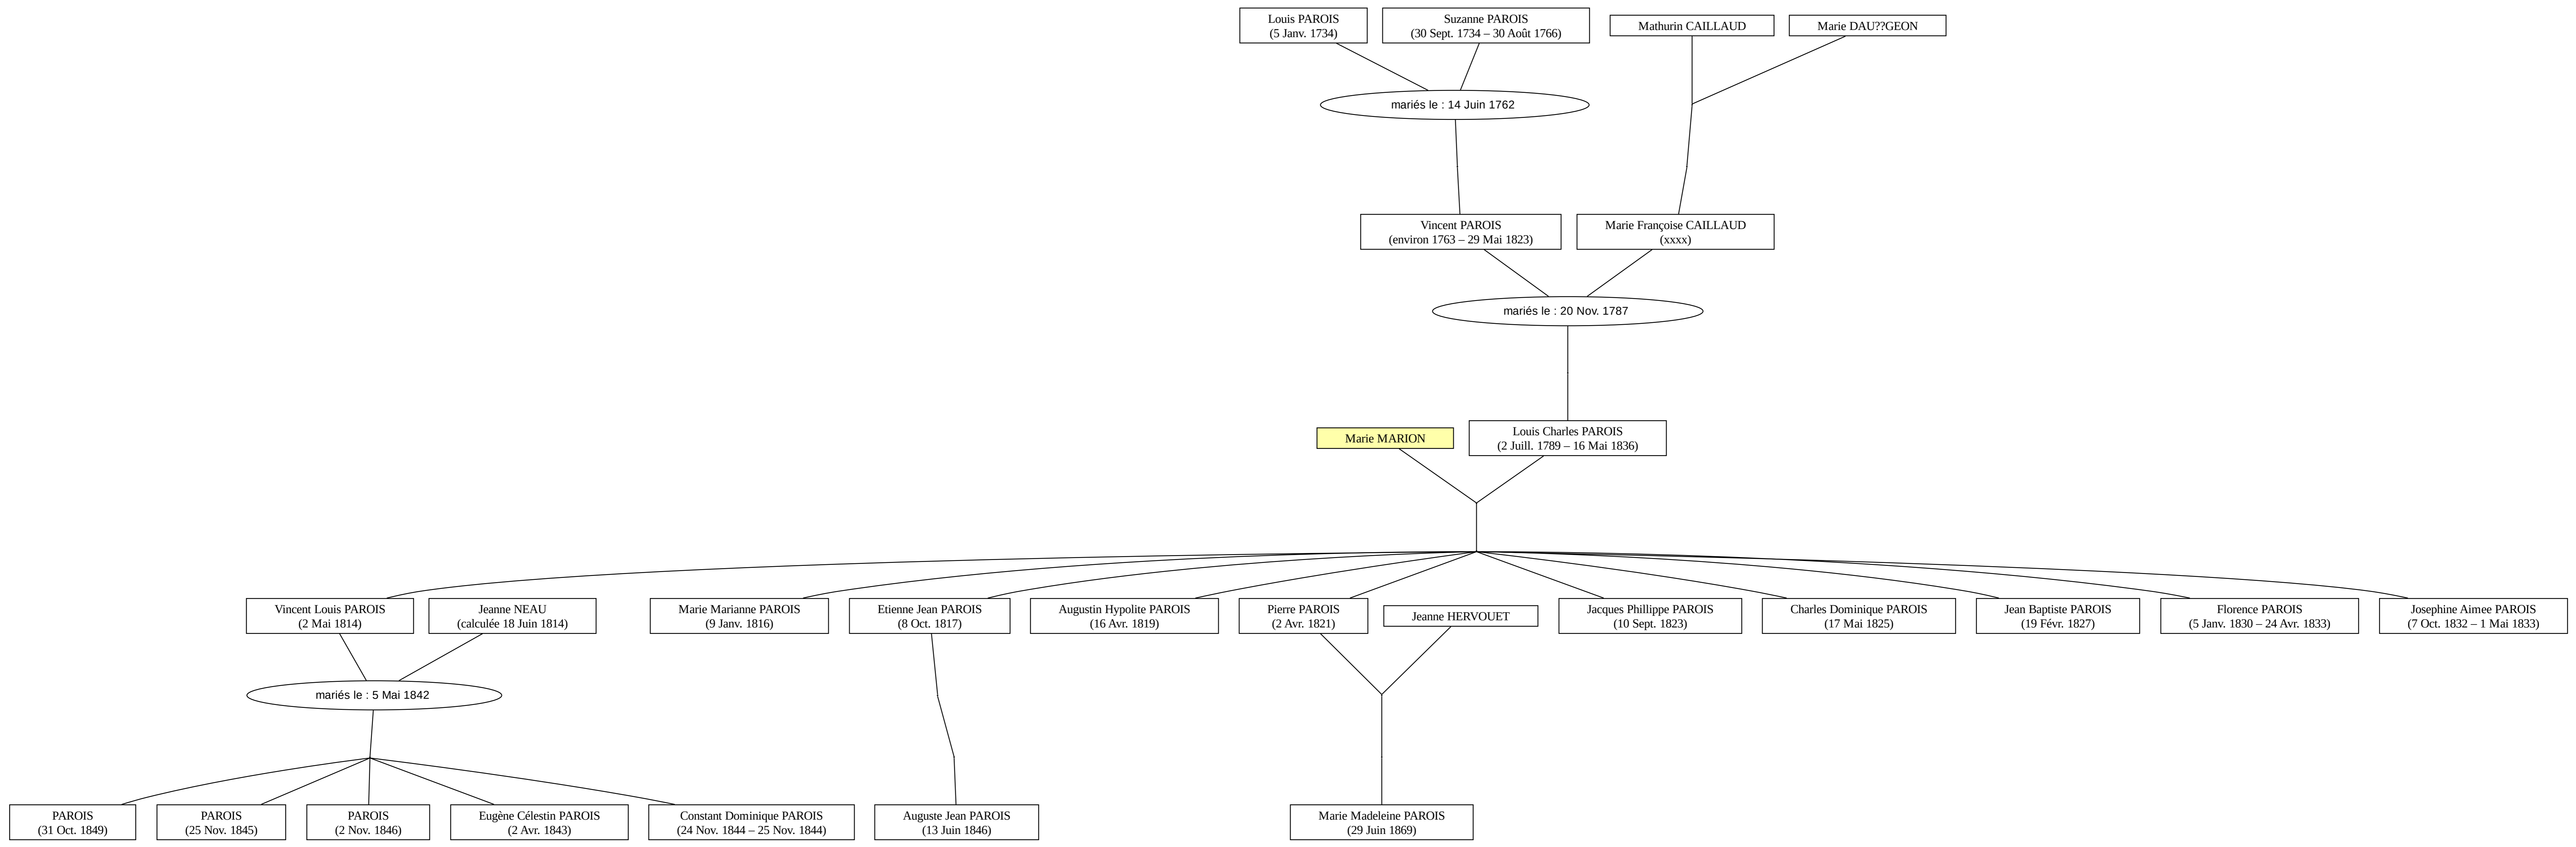 Louis PAROIS
(5 Janv. 1734)
Suzanne PAROIS
(30 Sept. 1734 – 30 Août 1766)
Mathurin CAILLAUD
Marie DAU??GEON
mariés le : 14 Juin 1762
Vincent PAROIS
(environ 1763 – 29 Mai 1823)
Marie Françoise CAILLAUD
(xxxx)
mariés le : 20 Nov. 1787
Marie MARION
Louis Charles PAROIS
(2 Juill. 1789 – 16 Mai 1836)
Vincent Louis PAROIS
(2 Mai 1814)
Jeanne NEAU
(calculée 18 Juin 1814)
Marie Marianne PAROIS
(9 Janv. 1816)
Etienne Jean PAROIS
(8 Oct. 1817)
Augustin Hypolite PAROIS
(16 Avr. 1819)
Pierre PAROIS
(2 Avr. 1821)
Jeanne HERVOUET
Jacques Phillippe PAROIS
(10 Sept. 1823)
Charles Dominique PAROIS
(17 Mai 1825)
Jean Baptiste PAROIS
(19 Févr. 1827)
Florence PAROIS
(5 Janv. 1830 – 24 Avr. 1833)
Josephine Aimee PAROIS
(7 Oct. 1832 – 1 Mai 1833)
mariés le : 5 Mai 1842
PAROIS
(31 Oct. 1849)
PAROIS
(25 Nov. 1845)
PAROIS
(2 Nov. 1846)
Eugène Célestin PAROIS
(2 Avr. 1843)
Constant Dominique PAROIS
(24 Nov. 1844 – 25 Nov. 1844)
Auguste Jean PAROIS
(13 Juin 1846)
Marie Madeleine PAROIS
(29 Juin 1869)